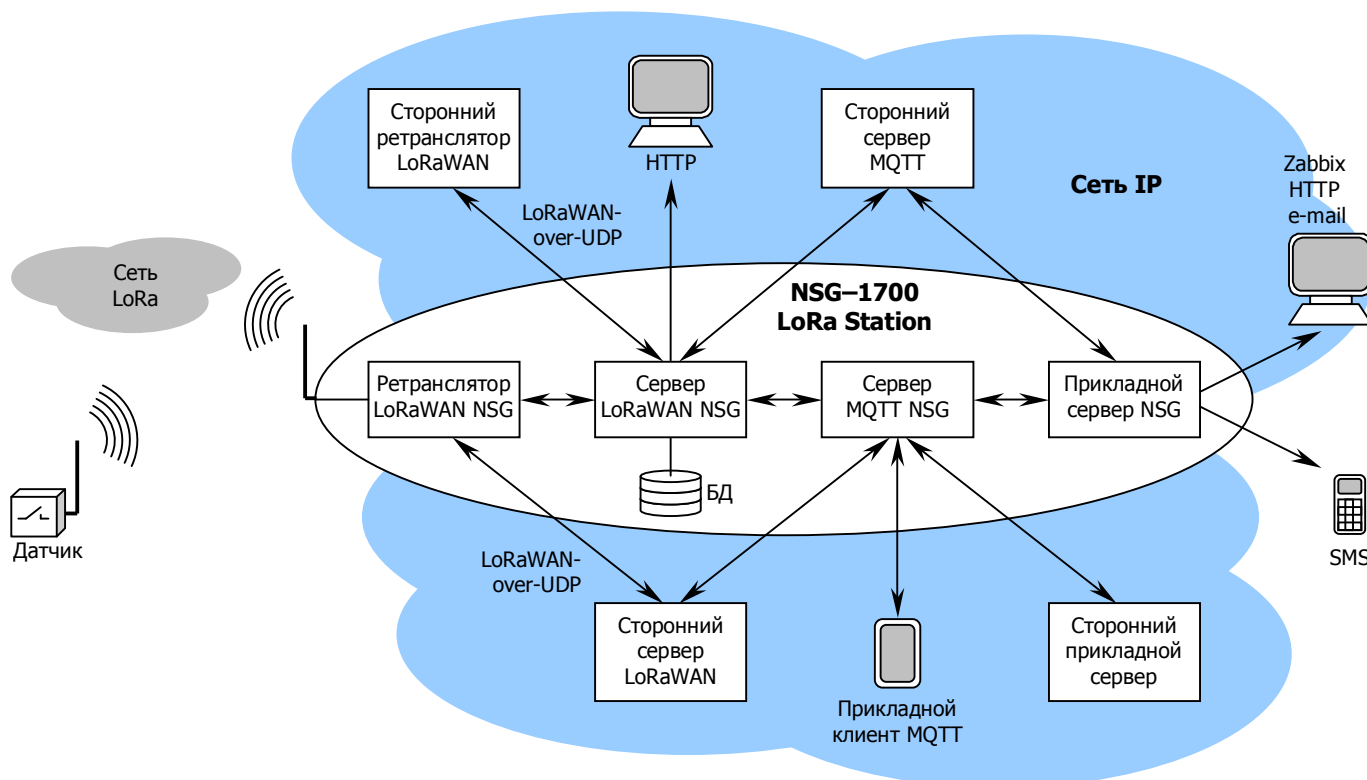 Сторонний
ретранслятор
LoRaWAN
HTTP
Сторонний
сервер
MQTT
Сеть IP
Zabbix
HTTP
e-mail
LoRaWAN-
over-UDP
Сеть
LoRa
NSG–1700
LoRa Station
Ретранслятор
LoRaWAN NSG
Сервер
LoRaWAN NSG
Сервер
MQTT NSG
Прикладной
сервер NSG
БД
Датчик
SMS
LoRaWAN-
over-UDP
Сторонний
сервер
LoRaWAN
Прикладной
клиент MQTT
Сторонний
прикладной
сервер